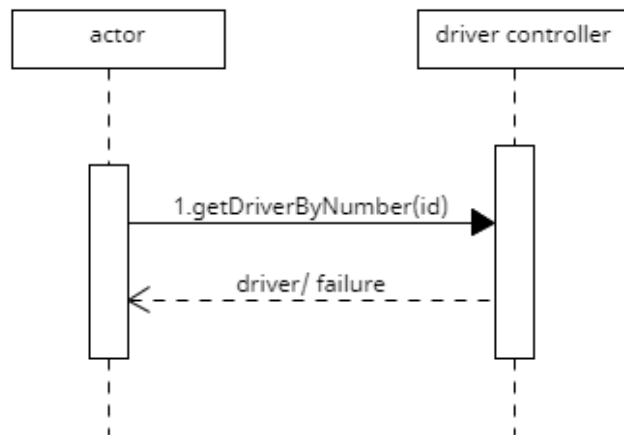 actor
driver controller
1.getDriverByNumber(id)
driver/ failure